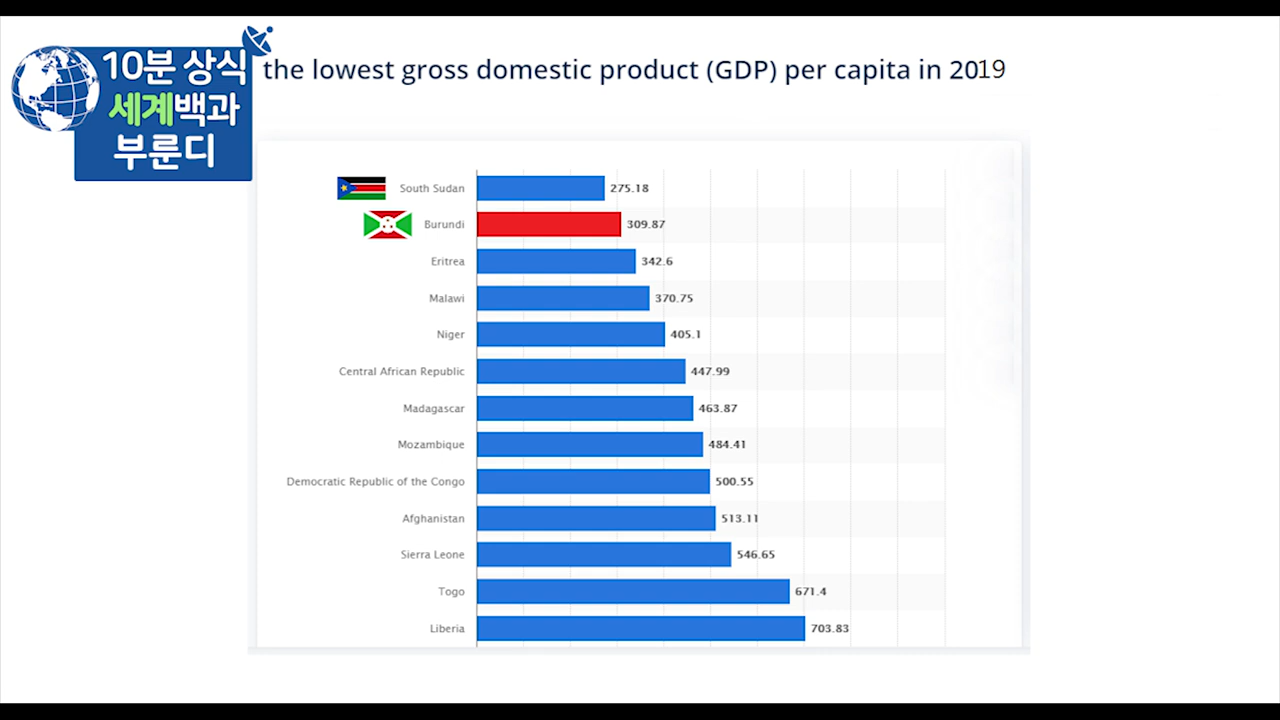 10분 상식
세계백과
부룬디
the lowest gross domestic product (GDP) per capita in 2019
South Sudan 275.18
Burundi 309.87
Eritrea 342.6
Malawi 370.75
Niger 405.1
Central African Republic 447.99
Madagascar 463.87
Mozambique 484.41
Democratic Republic of the Congo 500.55
Afghanistan 513.11
Sierra Leone 546.65
Togo 671.4
Liberia 703.83